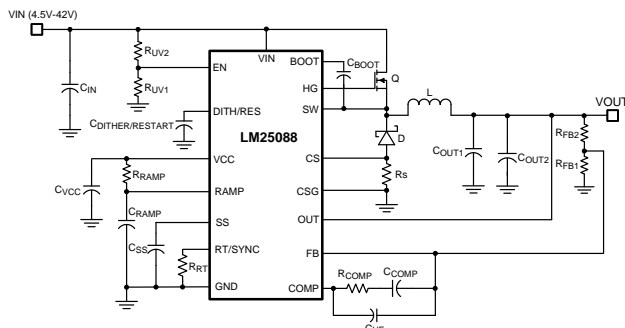 VIN (4.5V-42V)
CIN
RUV2
RUV1
CDITHER/RESTART
RRAMP
CVCC
CRAMP
CSS
RRT
VIN
EN
DITH/RES
LM25088
VCC
RAMP
SS
RT/SYNC
GND
BOOT
HG
SW
CS
CSG
OUT
FB
COMP
CBOOT
Q
D
Rs
L
VOUT
COUT1
COUT2
RFB2
RFB1
RCOMP
CCOMP
CHF